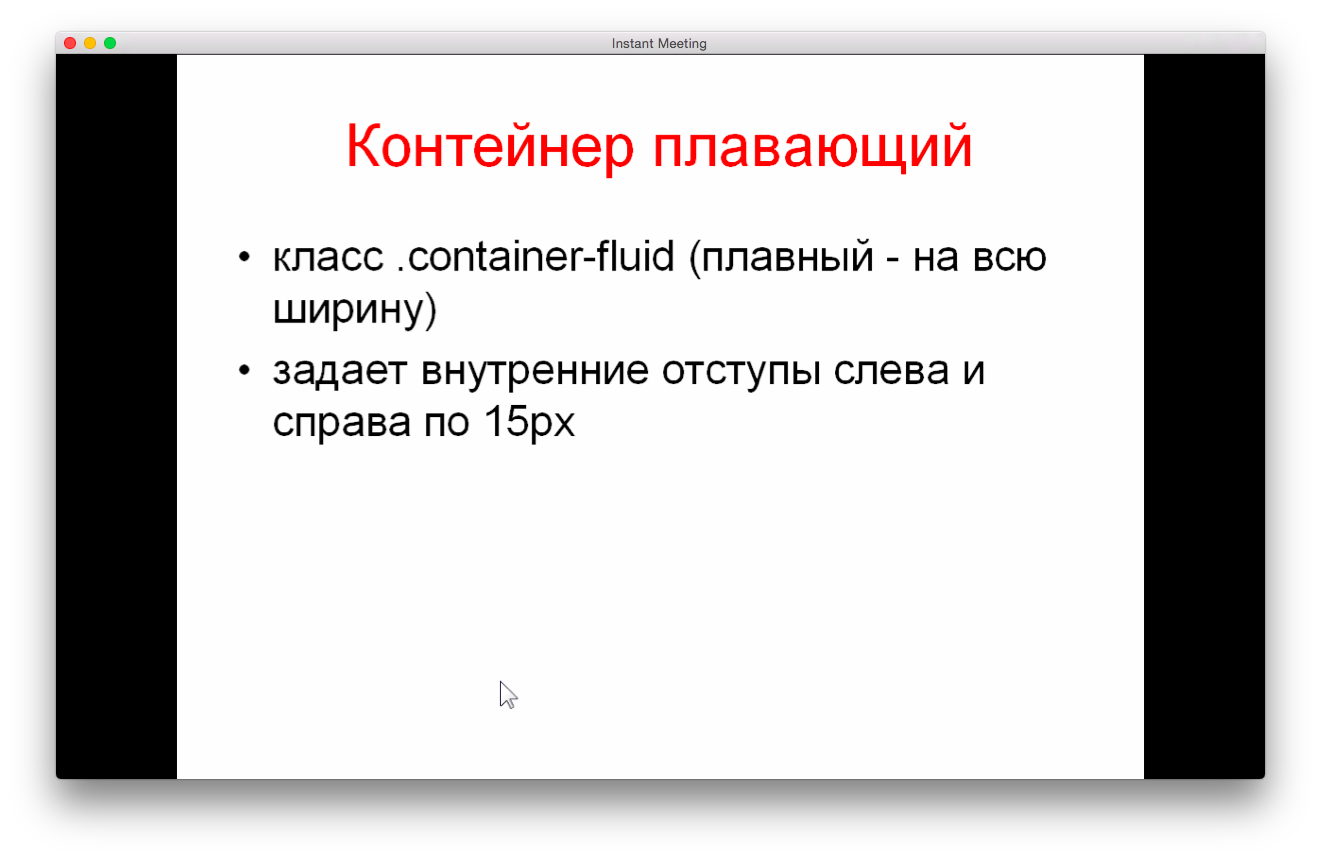 Instant Meeting
Контейнер плавающий
• класс .container-fluid (плавный - на всю
ширину)
• задает внутренние отступы слева и
справа по 15px